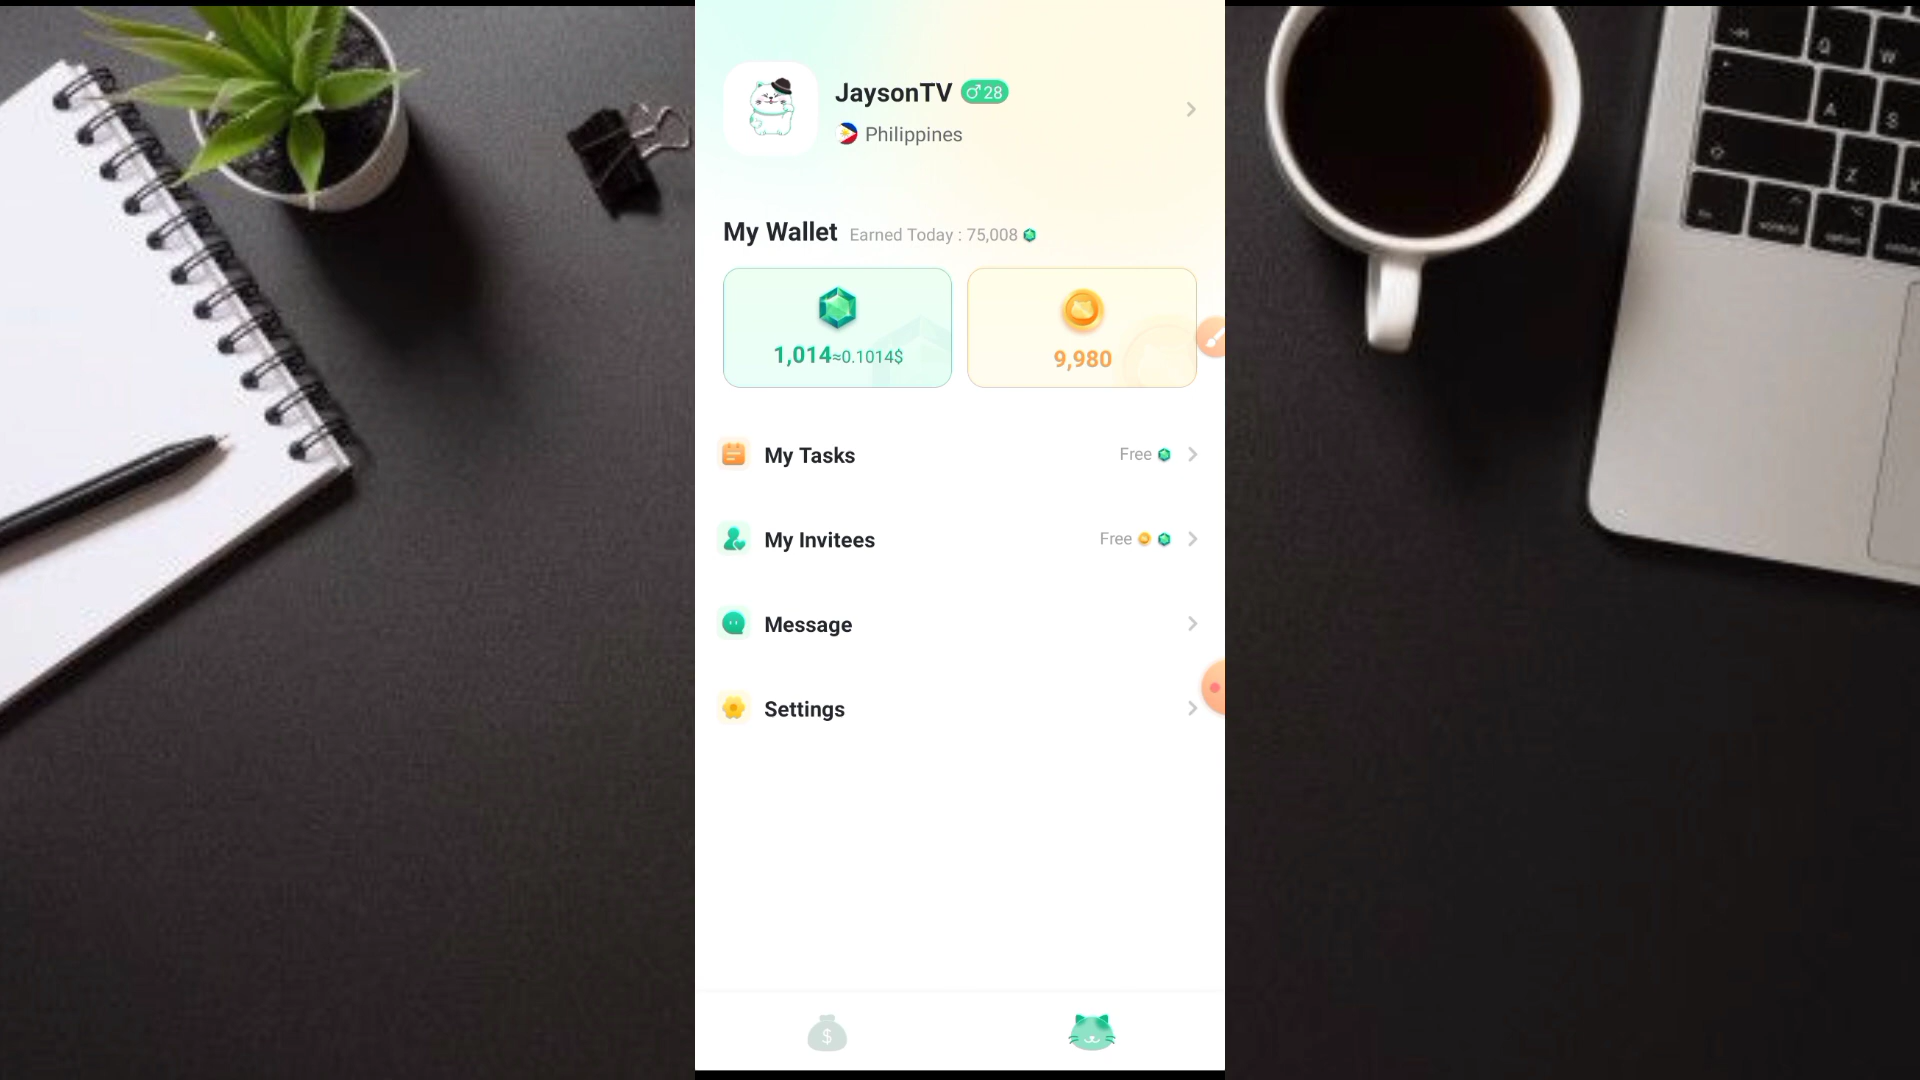 JaysonTV ♂28
Philippines
My Wallet Earned Today : 75,008
1,014≈0.1014$
9,980
My Tasks Free
My Invitees Free
Message
Settings
$
Q
W
A
S
Z
X